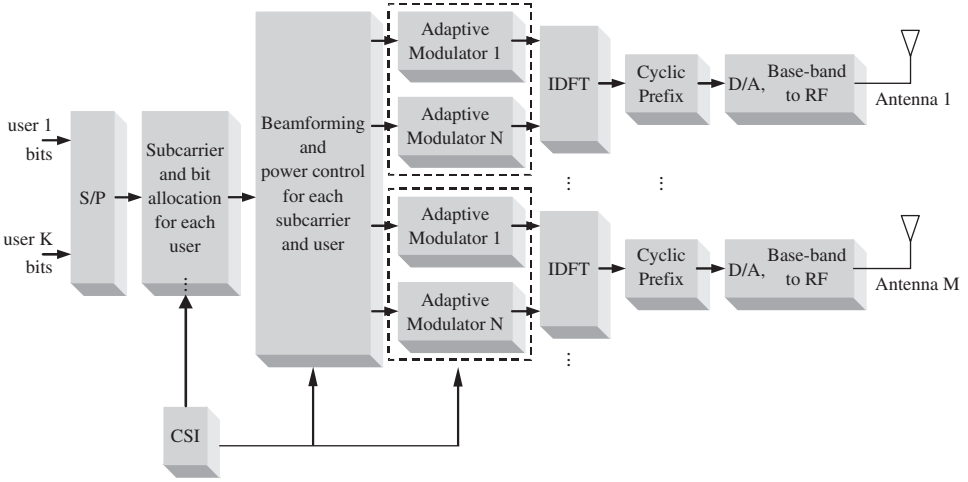 user 1
bits
user K
bits
S/P
Subcarrier
and bit
allocation
for each
user
Beamforming
and
power control
for each
subcarrier
and user
Adaptive
Modulator 1
Adaptive
Modulator N
IDFT
Cyclic
Prefix
D/A, Base-band
to RF
Antenna 1
Adaptive
Modulator 1
Adaptive
Modulator N
IDFT
Cyclic
Prefix
D/A, Base-band
to RF
Antenna M
CSI